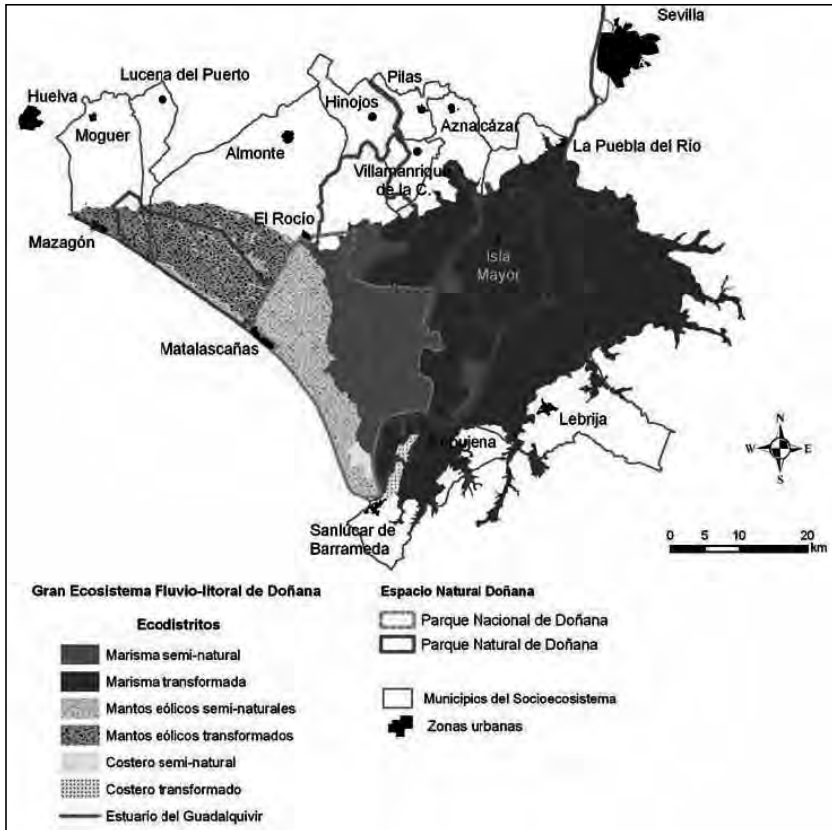 Sevilla
Lucena del Puerto
Huelva
Pilas
Hinojos
Moguer
Aznalcázar
Almonte
La Puebla del Río
Villamanrique
de la C.
El Rocío
Mazagón
Isla
Mayor
Matalascañas
Lebrija
Sanlúcar de
Barrameda
N
W E
S
0 5 10 20
km
Gran Ecosistema Fluvio-litoral de Doñana
Ecodistritos
Marisma semi-natural
Marisma transformada
Mantos eólicos semi-naturales
Mantos eólicos transformados
Costero semi-natural
Costero transformado
Estuario del Guadalquivir
Espacio Natural Doñana
Parque Nacional de Doñana
Parque Natural de Doñana
Municipios del Socioecosistema
Zonas urbanas